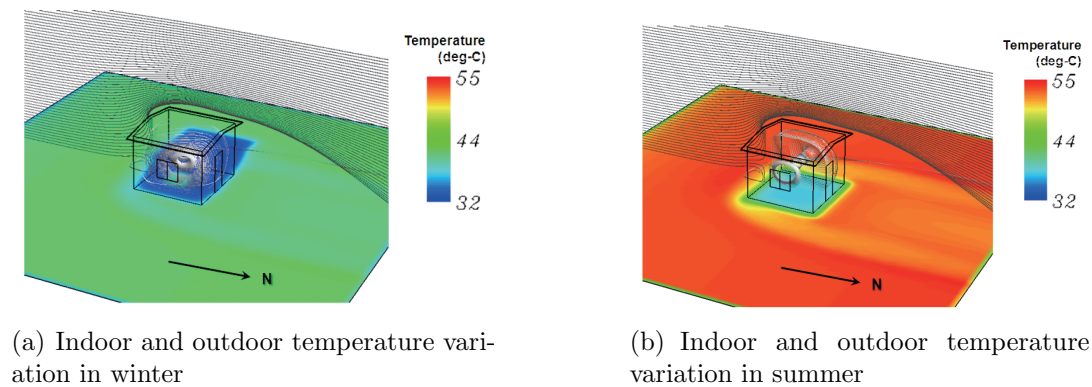 Temperature
(deg-C)
55
44
32
N
(a) Indoor and outdoor temperature vari-
ation in winter
Temperature
(deg-C)
55
44
32
N
(b) Indoor and outdoor temperature
variation in summer